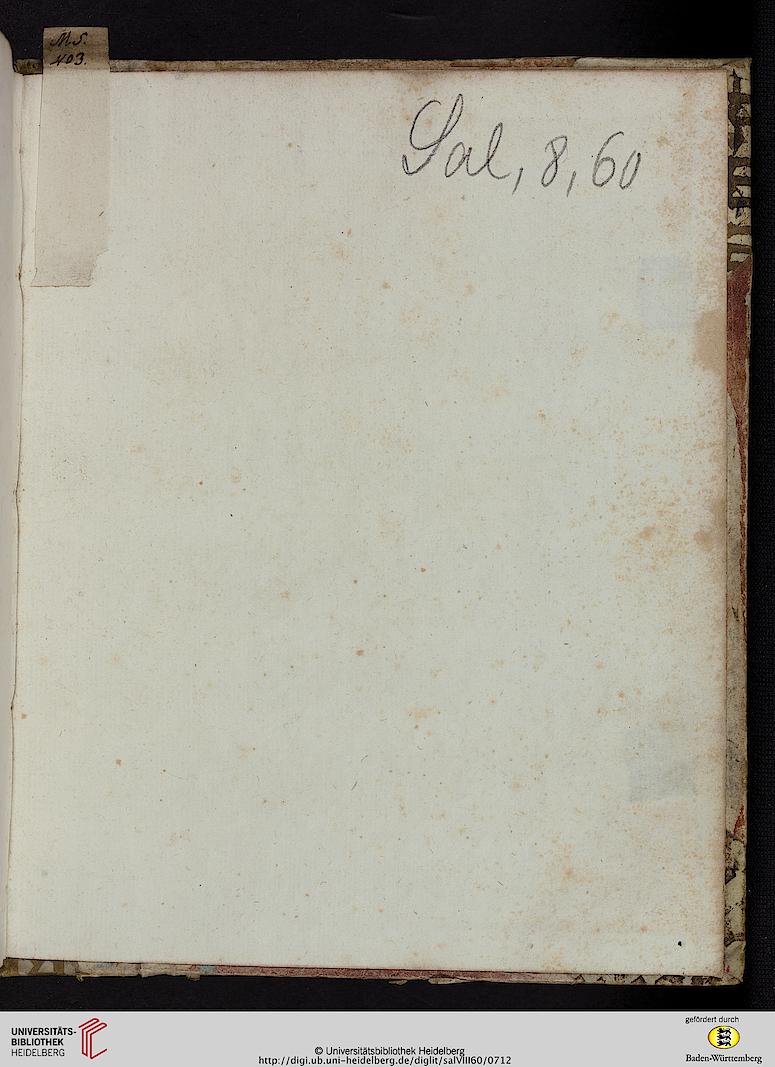 MS.
403.
Sal, 8, 60
UNIVERSITÄTS-
BIBLIOTHEK
HEIDELBERG
© Universitätsbibliothek Heidelberg
http://digi.ub.uni-heidelberg.de/diglit/salVIII60/0712
gefördert durch
Baden-Württemberg